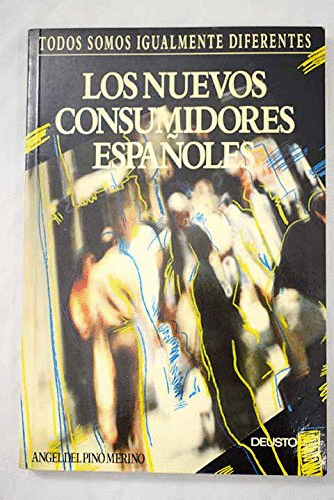 TODOS SOMOS IGUALMENTE DIFERENTES
LOS NUEVOS
CONSUMIDORES
ESPAÑOLES
ANGEL DEL PINO MERINO
DEUSTO